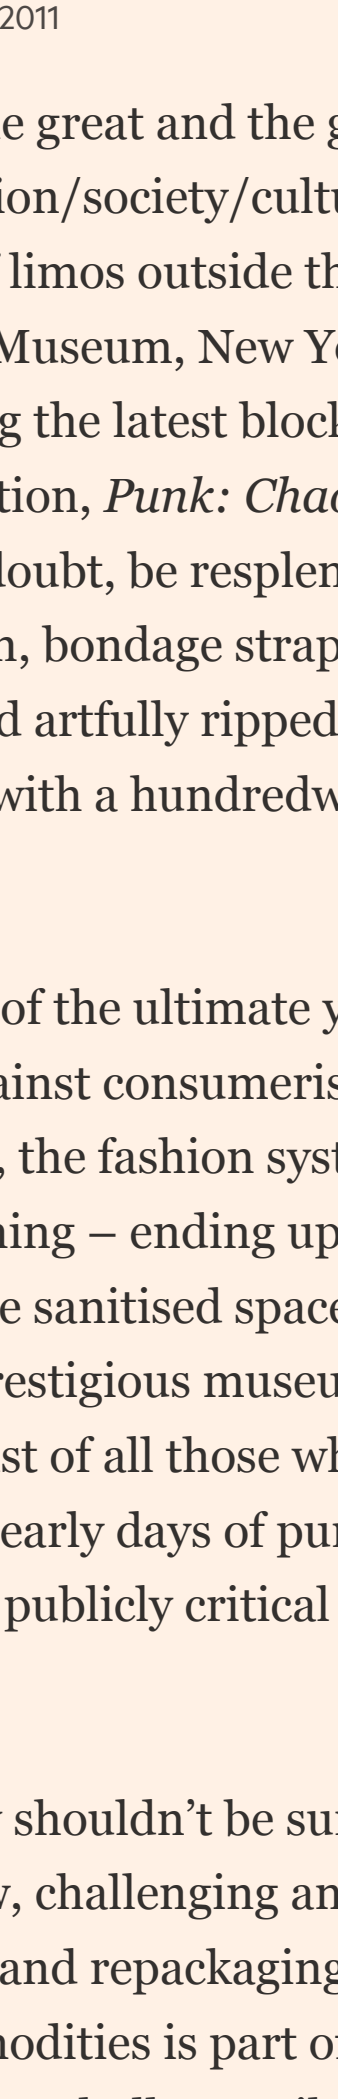 2011
e great and the g
ion/society/cultu
limos outside th
Museum, New Yo
g the latest block
tion, Punk: Chao
doubt, be resplen
n, bondage strap
d artfully ripped
with a hundredw
of the ultimate y
ainst consumeris
, the fashion syst
ning – ending up
e sanitised space
restigious museu
st of all those wh
early days of pun
publicly critical
shouldn’t be sur
w, challenging an
and repackaging
modities is part of